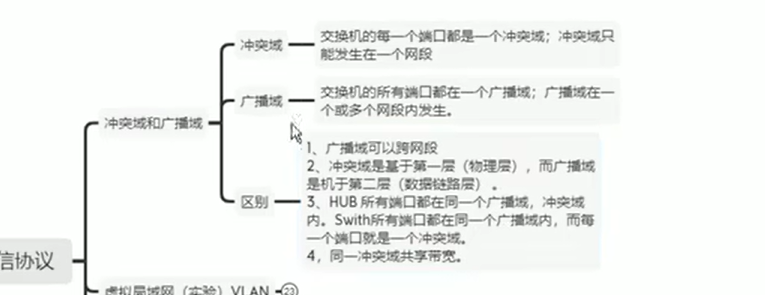 冲突域
交换机的每一个端口都是一个冲突域；冲突域只
能发生在一个网段
广播域
交换机的所有端口都在一个广播域；广播域在一
个或多个网段内发生。
冲突域和广播域
1、广播域可以跨网段
2、冲突域是基于第一层（物理层），而广播域
是机于第二层（数据链路层）。
区别
3、HUB 所有端口都在同一个广播域，冲突域
内。Swith所有端口都在同一个广播域内，而每
一个端口就是一个冲突域。
4，同一冲突域共享带宽。
信协议
虚拟局域网（实验）VLAN
23